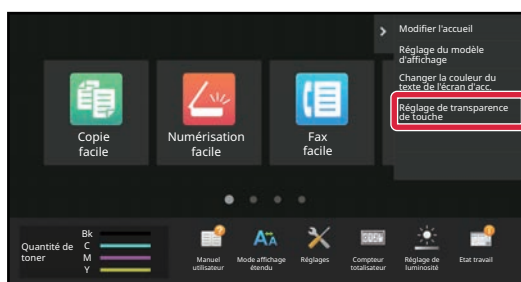 Modifier l'accueil
Réglage du modèle
d'affichage
Changer la couleur du
texte de l'écran d'acc.
Réglage de transparence
de touche
Copie
facile
Numérisation
facile
Fax
facile
Quantité de
toner
Bk
C
M
Y
Manuel
utilisateur
Mode affichage
étendu
Réglages
Compteur
totalisateur
Réglage de
luminosité
Etat travail